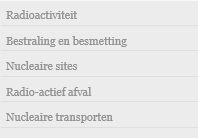 Radioactiviteit
Bestraling en besmetting
Nucleaire sites
Radio-actief afval
Nucleaire transporten